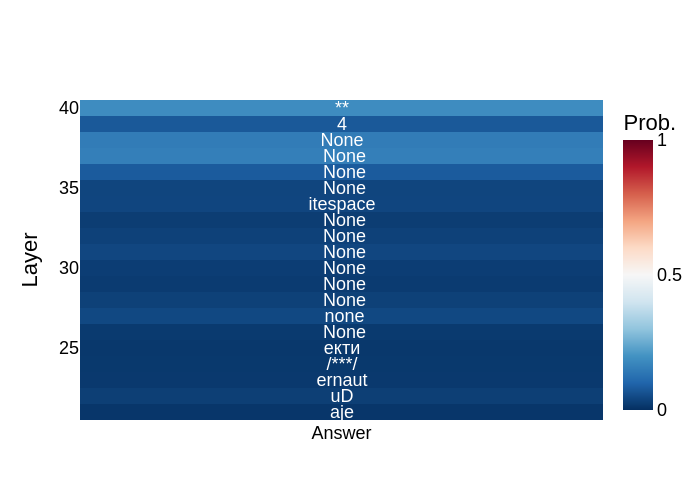 Prob.
40
**
1
4
None
None
None
35
None
itespace
None
None
None
0.5
30
None
None
None
none
None
25
екти
/***/
ernaut
uD
aje
0
Layer
Answer